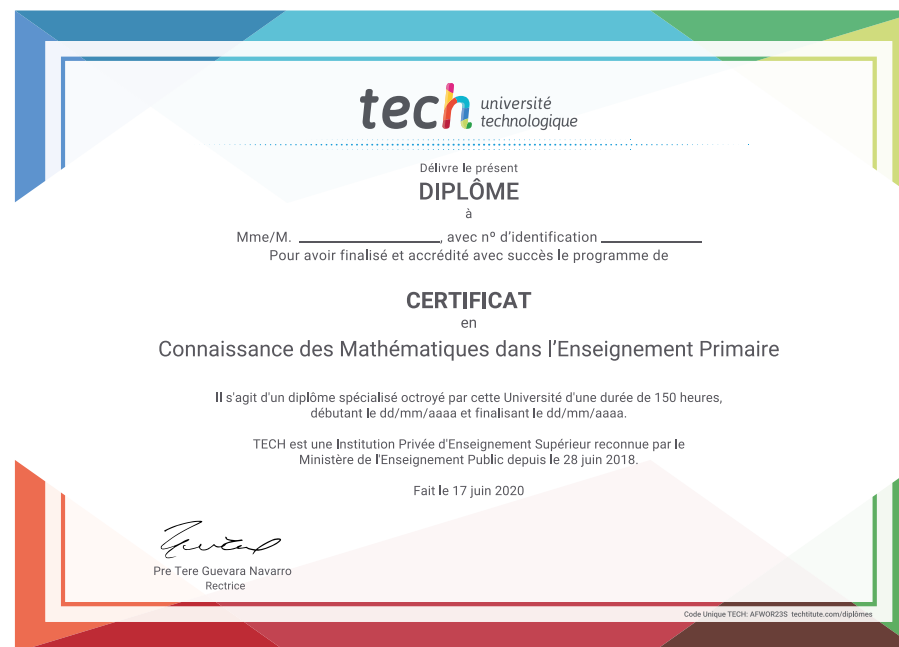 tech université
technologique
Délivre le présent
DIPLÔME
à
Mme/M. ____________________, avec nº d'identification ______________
Pour avoir finalisé et accrédité avec succès le programme de
CERTIFICAT
en
Connaissance des Mathématiques dans l'Enseignement Primaire
Il s'agit d'un diplôme spécialisé octroyé par cette Université d'une durée de 150 heures,
débutant le dd/mm/aaaa et finalisant le dd/mm/aaaa.
TECH est une Institution Privée d'Enseignement Supérieur reconnue par le
Ministère de l'Enseignement Public depuis le 28 juin 2018.
Fait le 17 juin 2020
Pre Tere Guevara Navarro
Rectrice
Code Unique TECH: AFWOR23S techtitute.com/diplômes